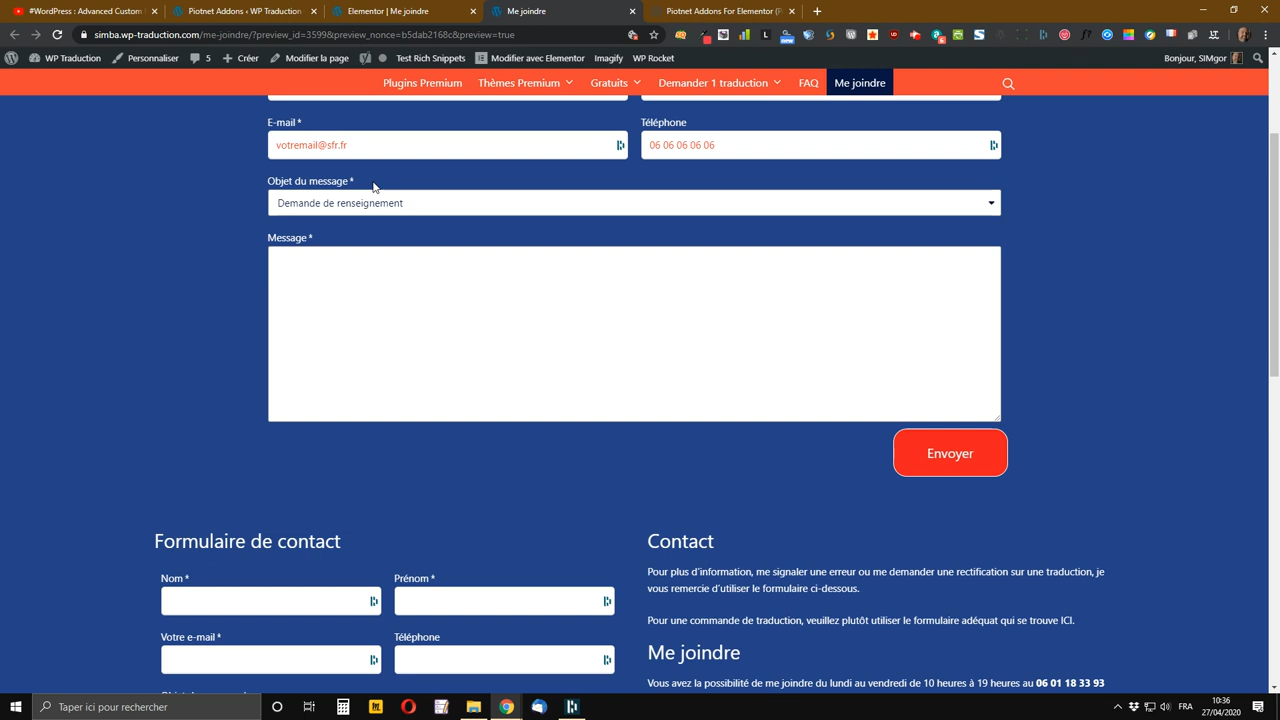 #WordPress : Advanced Custom
Piotnet Addons ‹ WP Traduction
Elementor | Me joindre
Me joindre
Piotnet Addons For Elementor (P
simba.wp-traduction.com/me-joindre/?preview_id=3599&preview_nonce=b5dab2168c&preview=true
new
WP Traduction
Personnaliser
5
Créer
Modifier la page
Test Rich Snippets
Modifier avec Elementor
Imagify
WP Rocket
Bonjour, SIMgor
Plugins Premium
Thèmes Premium
Gratuits
Demander 1 traduction
FAQ
Me joindre
E-mail *
Téléphone
votremail@sfr.fr
06 06 06 06 06
Objet du message *
Demande de renseignement
Message *
Envoyer
Formulaire de contact
Nom *
Prénom *
Votre e-mail *
Téléphone
Contact
Pour plus d'information, me signaler une erreur ou me demander une rectification sur une traduction, je
vous remercie d'utiliser le formulaire ci-dessous.
Pour une commande de traduction, veuillez plutôt utiliser le formulaire adéquat qui se trouve ICI.
Me joindre
Vous avez la possibilité de me joindre du lundi au vendredi de 10 heures à 19 heures au 06 01 18 33 93
Taper ici pour rechercher
FRA
10:36
27/04/2020